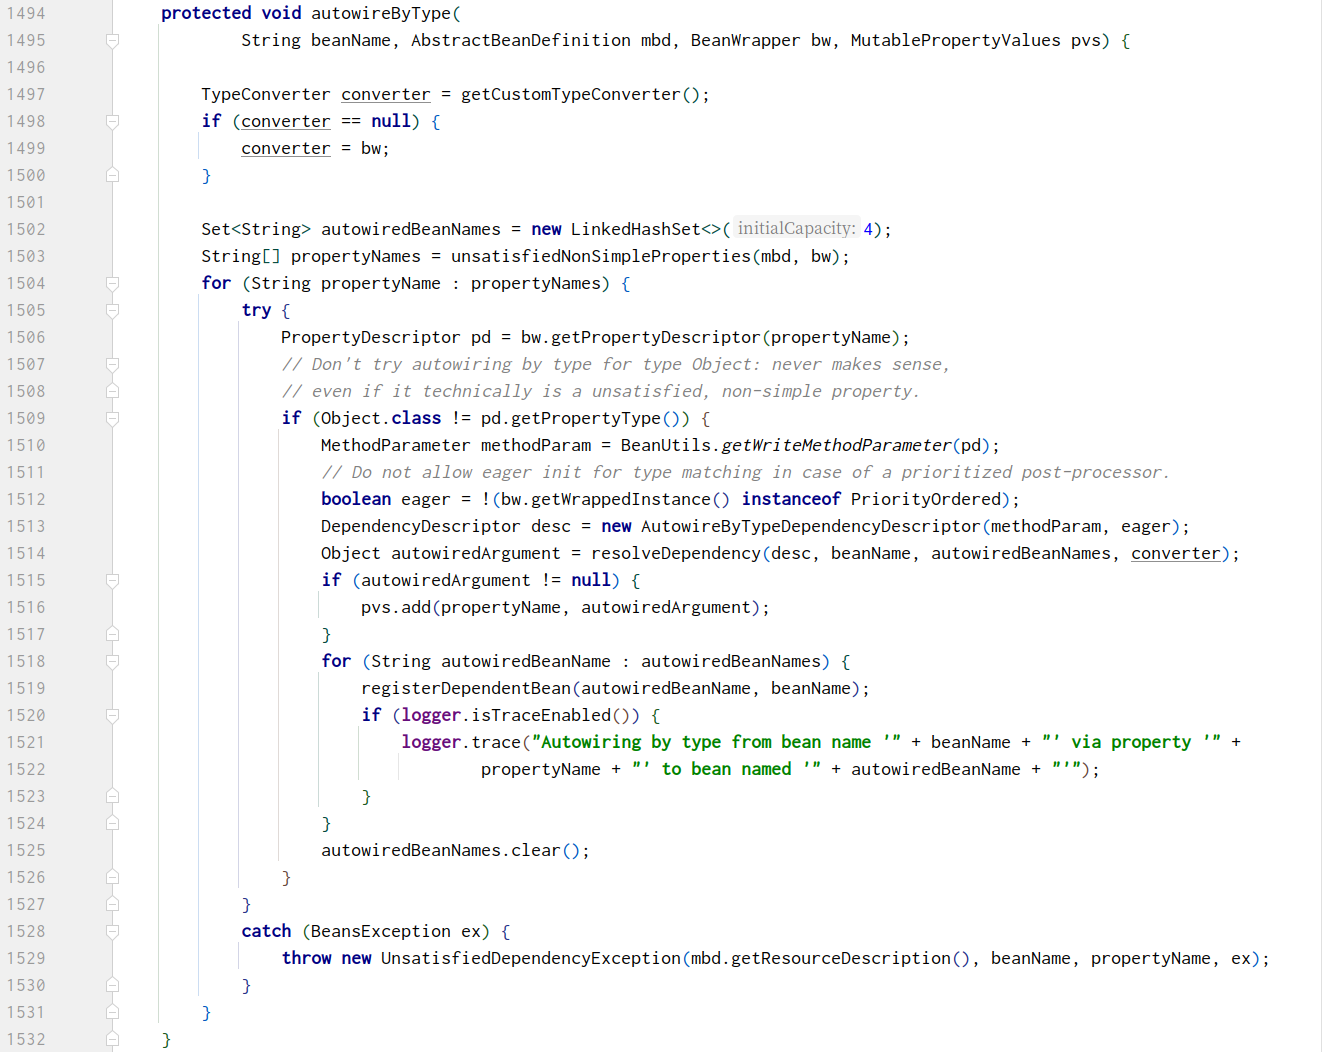 1494 protected void autowireByType(
1495 String beanName, AbstractBeanDefinition mbd, BeanWrapper bw, MutablePropertyValues pvs) {
1496
1497 TypeConverter converter = getCustomTypeConverter();
1498 if (converter == null) {
1499 converter = bw;
1500 }
1501
1502 Set<String> autowiredBeanNames = new LinkedHashSet<>( initialCapacity: 4);
1503 String[] propertyNames = unsatisfiedNonSimpleProperties(mbd, bw);
1504 for (String propertyName : propertyNames) {
1505 try {
1506 PropertyDescriptor pd = bw.getPropertyDescriptor(propertyName);
1507 // Don't try autowiring by type for type Object: never makes sense,
1508 // even if it technically is a unsatisfied, non-simple property.
1509 if (Object.class != pd.getPropertyType()) {
1510 MethodParameter methodParam = BeanUtils.getWriteMethodParameter(pd);
1511 // Do not allow eager init for type matching in case of a prioritized post-processor.
1512 boolean eager = !(bw.getWrappedInstance() instanceof PriorityOrdered);
1513 DependencyDescriptor desc = new AutowireByTypeDependencyDescriptor(methodParam, eager);
1514 Object autowiredArgument = resolveDependency(desc, beanName, autowiredBeanNames, converter);
1515 if (autowiredArgument != null) {
1516 pvs.add(propertyName, autowiredArgument);
1517 }
1518 for (String autowiredBeanName : autowiredBeanNames) {
1519 registerDependentBean(autowiredBeanName, beanName);
1520 if (logger.isTraceEnabled()) {
1521 logger.trace("Autowiring by type from bean name '" + beanName + "' via property '" +
1522 propertyName + "' to bean named '" + autowiredBeanName + "'");
1523 }
1524 }
1525 autowiredBeanNames.clear();
1526 }
1527 }
1528 catch (BeansException ex) {
1529 throw new UnsatisfiedDependencyException(mbd.getResourceDescription(), beanName, propertyName, ex);
1530 }
1531 }
1532 }